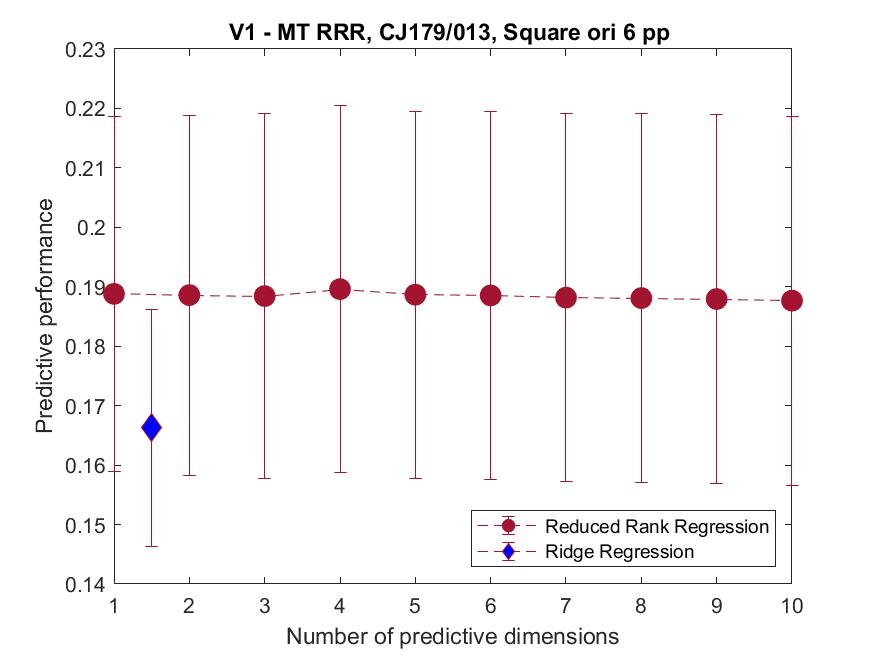 V1 - MT RRR, CJ179/013, Square ori 6 pp
0.23
0.22
0.21
0.2
0.19
0.18
0.17
0.16
0.15
0.14
Predictive performance
Reduced Rank Regression
Ridge Regression
1 2 3 4 5 6 7 8 9 10
Number of predictive dimensions